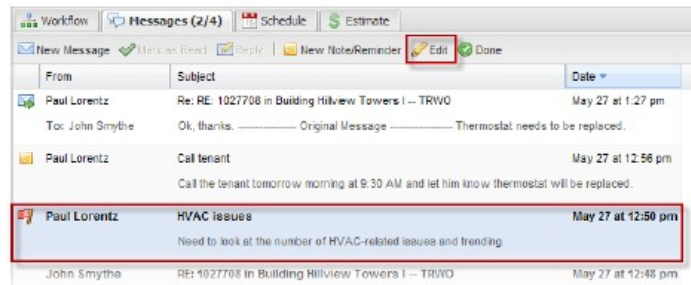 Workflow Messages (2/4) Schedule Estimate
New Message Mark as Read Reply New Note/Reminder Edit Done
From Subject Date
Paul Lorentz Re: RE: 1027708 in Building Hillview Towers I -- TRWO May 27 at 1:27 pm
To: John Smythe Ok, thanks. --------------- Original Message --------------- Thermostat needs to be replaced.
Paul Lorentz Call tenant May 27 at 12:56 pm
Call the tenant tomorrow morning at 9:30 AM and let him know thermostat will be replaced.
Paul Lorentz HVAC issues May 27 at 12:50 pm
Need to look at the number of HVAC-related issues and trending.
John Smythe RE: 1027708 in Building Hillview Towers I -- TRWO May 27 at 12:48 pm